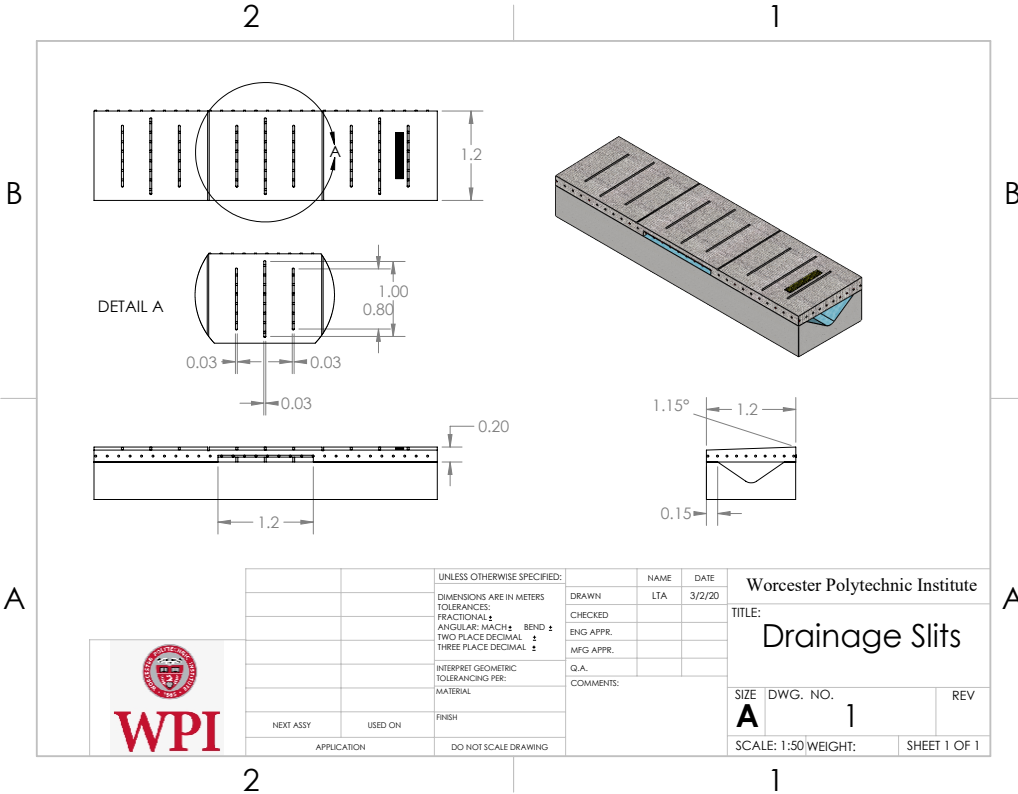 2
1
B
B
A
1.2
DETAIL A
1.00
0.80
0.03
0.03
0.03
0.20
1.2
1.15°
1.2
0.15
A
A
UNLESS OTHERWISE SPECIFIED:
DIMENSIONS ARE IN METERS
TOLERANCES:
FRACTIONAL ±
ANGULAR: MACH ± BEND ±
TWO PLACE DECIMAL ±
THREE PLACE DECIMAL ±
INTERPRET GEOMETRIC
TOLERANCING PER:
MATERIAL
FINISH
DO NOT SCALE DRAWING
NEXT ASSY
USED ON
APPLICATION
NAME
DATE
DRAWN
LTA
3/2/20
CHECKED
ENG APPR.
MFG APPR.
Q.A.
COMMENTS:
Worcester Polytechnic Institute
TITLE:
Drainage Slits
SIZE
A
DWG. NO.
1
REV
SCALE: 1:50
WEIGHT:
SHEET 1 OF 1
WPI
2
1